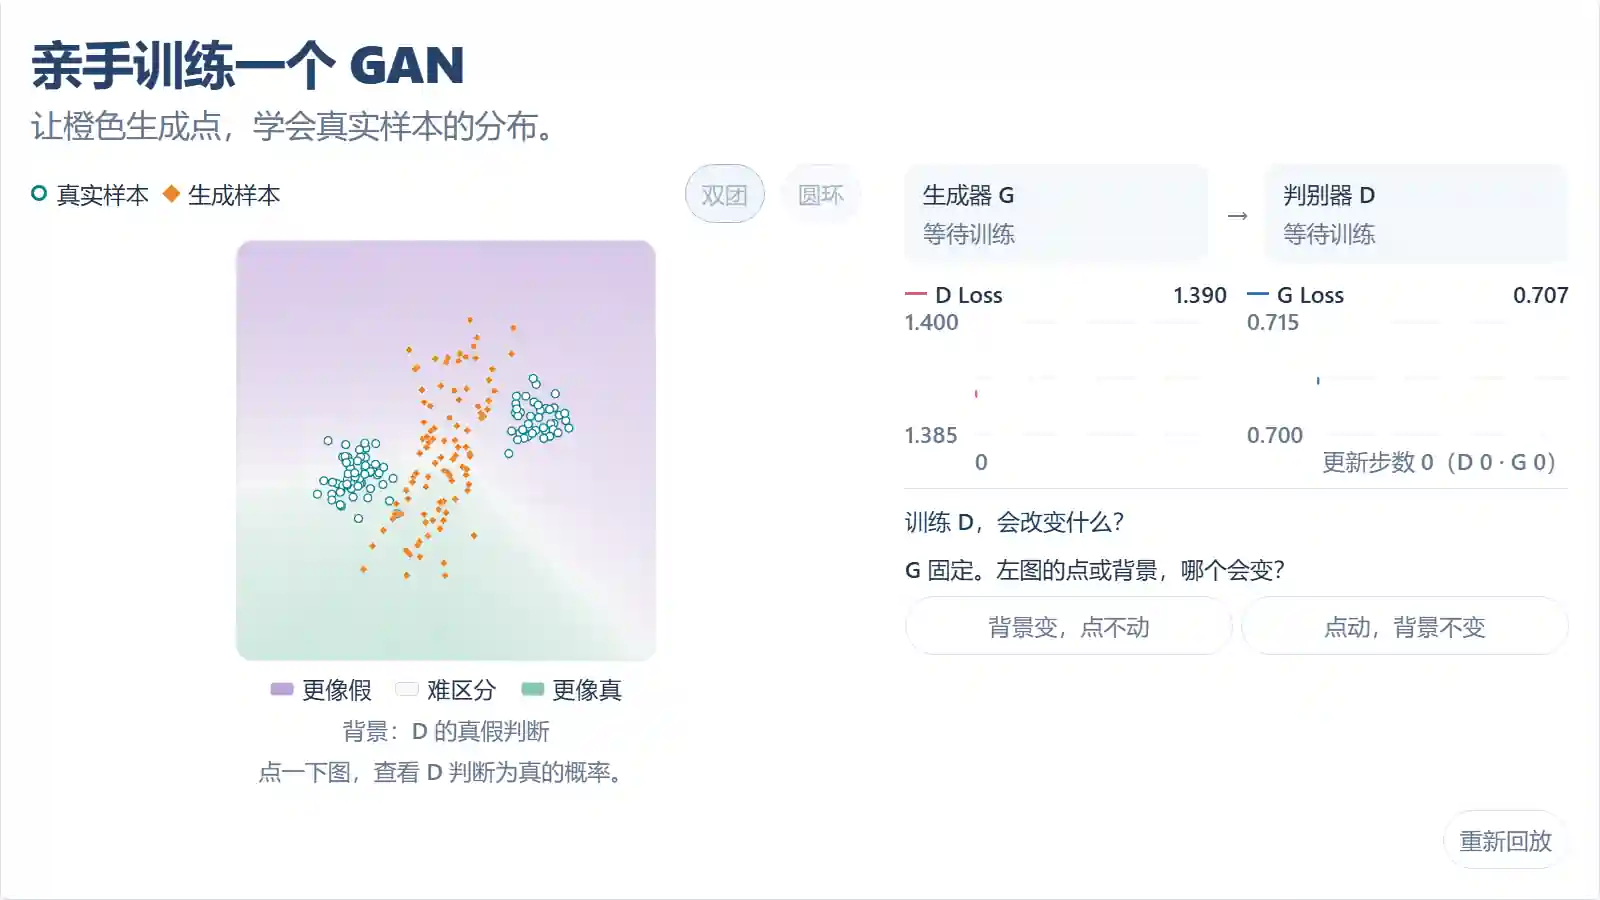 亲手训练一个 GAN
让橙色生成点，学会真实样本的分布。
真实样本 生成样本
双团 圆环
生成器 G
等待训练
→
判别器 D
等待训练
D Loss 1.390
G Loss 0.707
1.400
1.385
0
0.715
0.700
更新步数 0（D 0 · G 0）
训练 D，会改变什么？
G 固定。左图的点或背景，哪个会变？
背景变，点不动
点动，背景不变
更像假 难区分 更像真
背景：D 的真假判断
点一下图，查看 D 判断为真的概率。
重新回放